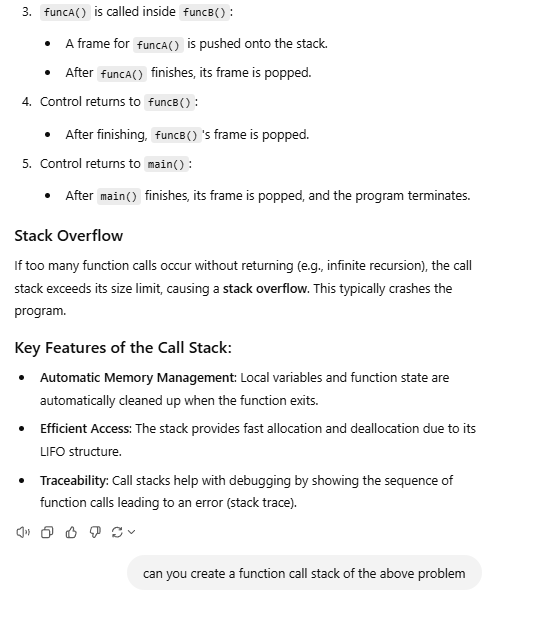 3. funcA() is called inside funcB():
• A frame for funcA() is pushed onto the stack.
• After funcA() finishes, its frame is popped.
4. Control returns to funcB():
• After finishing, funcB()'s frame is popped.
5. Control returns to main():
• After main() finishes, its frame is popped, and the program terminates.
Stack Overflow
If too many function calls occur without returning (e.g., infinite recursion), the call
stack exceeds its size limit, causing a stack overflow. This typically crashes the
program.
Key Features of the Call Stack:
• Automatic Memory Management: Local variables and function state are
automatically cleaned up when the function exits.
• Efficient Access: The stack provides fast allocation and deallocation due to its
LIFO structure.
• Traceability: Call stacks help with debugging by showing the sequence of
function calls leading to an error (stack trace).
can you create a function call stack of the above problem